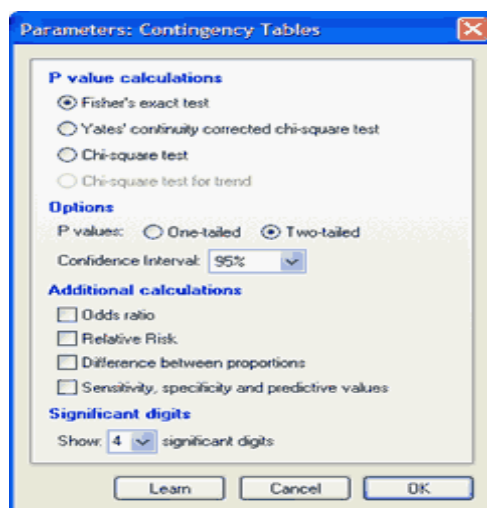 Parameters: Contingency Tables
P value calculations
Fisher's exact test
Yates' continuity corrected chi-square test
Chi-square test
Chi-square test for trend
Options
P values: One-tailed Two-tailed
Confidence Interval: 95%
Additional calculations
Odds ratio
Relative Risk
Difference between proportions
Sensitivity, specificity and predictive values
Significant digits
Show: 4 significant digits
Learn Cancel OK